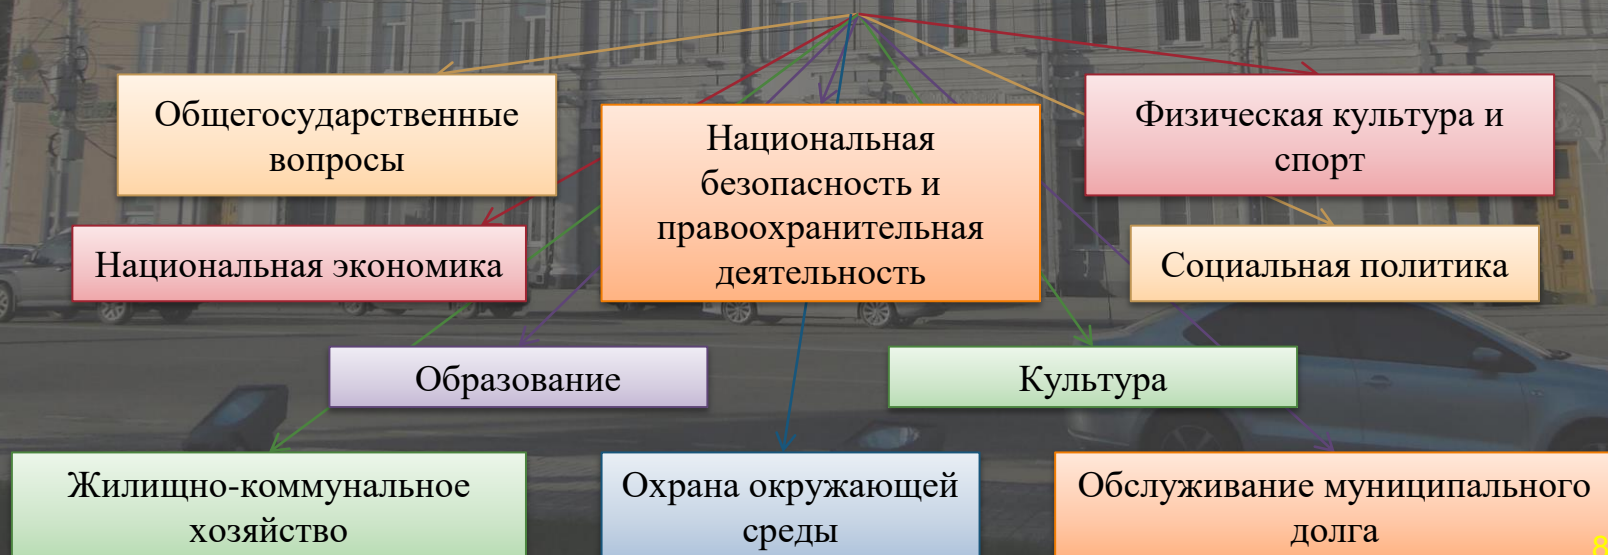 Общегосударственные
вопросы
Национальная
безопасность и
правоохранительная
деятельность
Физическая культура и
спорт
Национальная экономика
Социальная политика
Образование
Культура
Жилищно-коммунальное
хозяйство
Охрана окружающей
среды
Обслуживание муниципального
долга
8